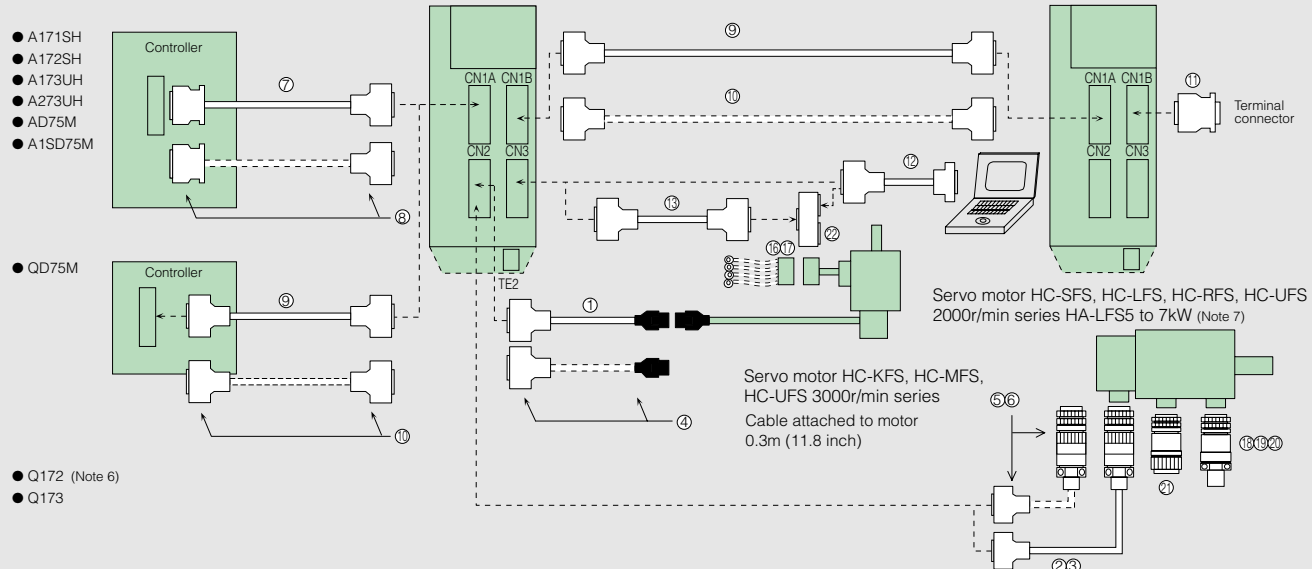 ● A171SH
● A172SH
● A173UH
● A273UH
● AD75M
● A1SD75M
Controller
⑦
⑧
● QD75M
Controller
⑨
⑩
● Q172 (Note 6)
● Q173
CN1A CN1B
CN2 CN3
TE2
⑨
⑩
⑫
⑬
㉒
⑯⑰
①
④
Servo motor HC-KFS, HC-MFS,
HC-UFS 3000r/min series
Cable attached to motor
0.3m (11.8 inch)
CN1A CN1B
CN2 CN3
⑪
Terminal
connector
Servo motor HC-SFS, HC-LFS, HC-RFS, HC-UFS
2000r/min series HA-LFS5 to 7kW (Note 7)
⑤⑥
㉑
⑱⑲⑳
②③